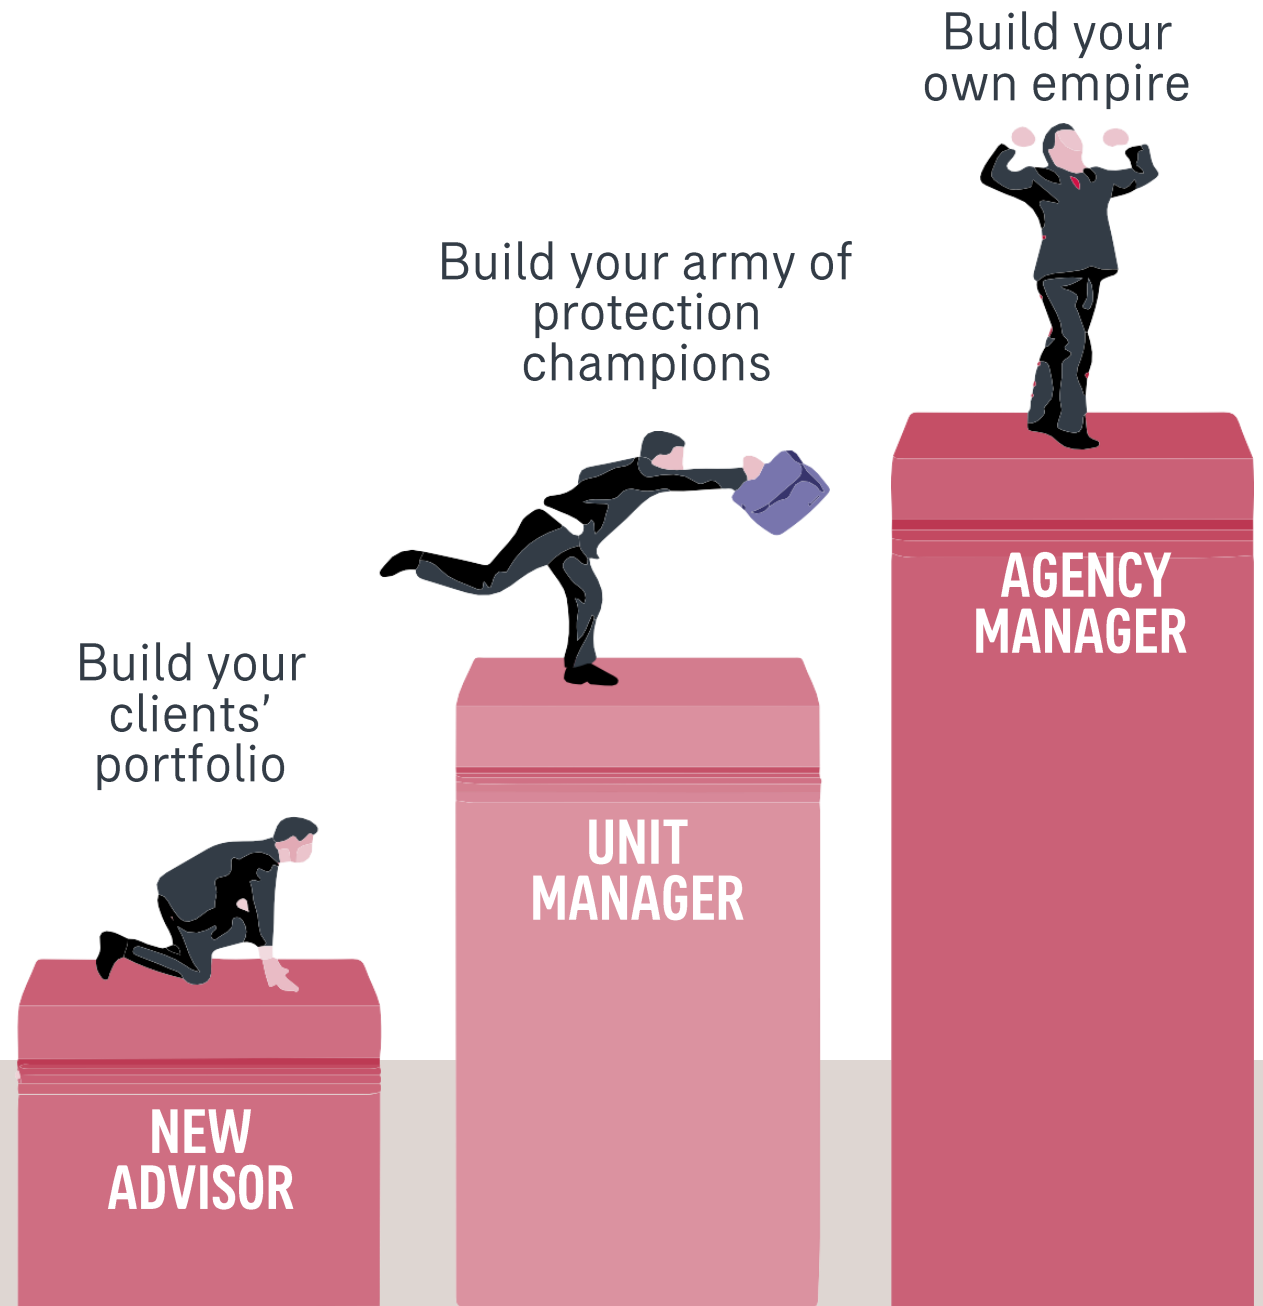 Build your
own empire
Build your army of
protection
champions
AGENCY
MANAGER
Build your
clients’
portfolio
UNIT
MANAGER
NEW
ADVISOR